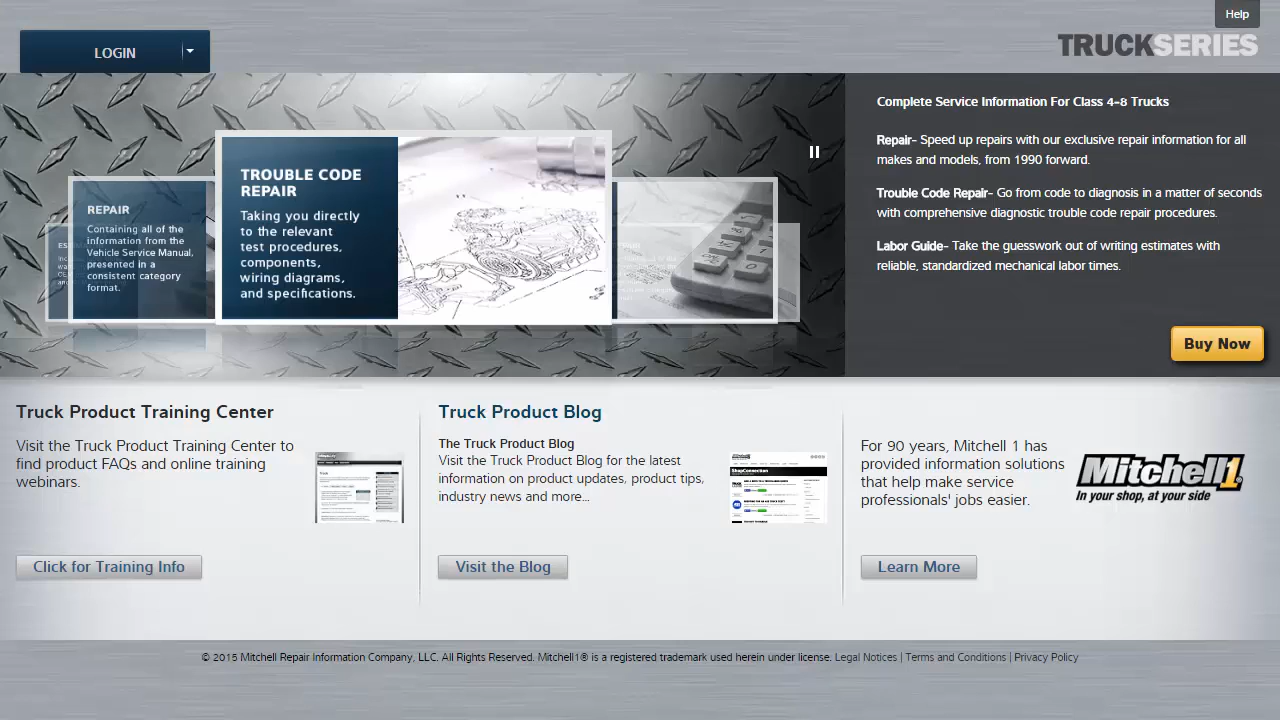 Help
LOGIN
TRUCKSERIES
REPAIR
Containing all of the
information from the
Vehicle Service Manual,
presented in a
consistent category
format.
TROUBLE CODE
REPAIR
Taking you directly
to the relevant
test procedures,
components,
wiring diagrams,
and specifications.
Complete Service Information For Class 4-8 Trucks
Repair- Speed up repairs with our exclusive repair information for all
makes and models, from 1990 forward.
Trouble Code Repair- Go from code to diagnosis in a matter of seconds
with comprehensive diagnostic trouble code repair procedures.
Labor Guide- Take the guesswork out of writing estimates with
reliable, standardized mechanical labor times.
Buy Now
Truck Product Training Center
Visit the Truck Product Training Center to
find product FAQs and online training
webinars.
Click for Training Info
Truck Product Blog
The Truck Product Blog
Visit the Truck Product Blog for the latest
information on product updates, product tips,
industry news and more...
ShopConnection
Visit the Blog
For 90 years, Mitchell 1 has
provided information solutions
that help make service
professionals' jobs easier.
Mitchell1
in your shop, at your side
Learn More
© 2015 Mitchell Repair Information Company, LLC. All Rights Reserved. Mitchell1® is a registered trademark used herein under license. Legal Notices | Terms and Conditions | Privacy Policy